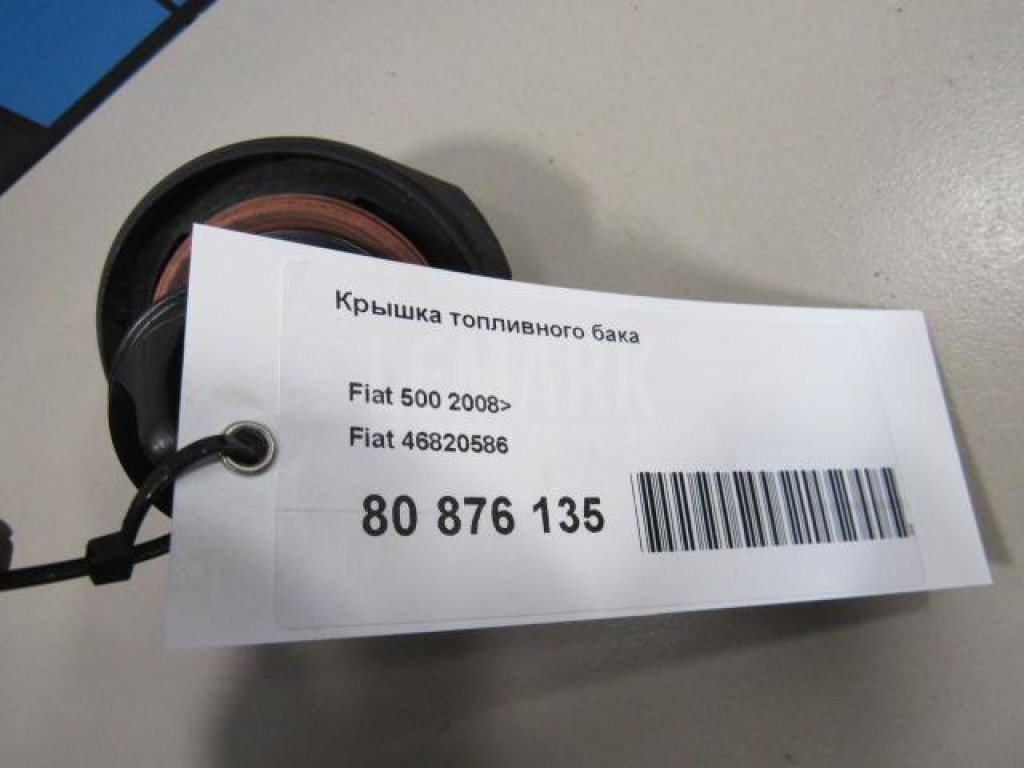 Крышка топливного бака
Fiat 500 2008>
Fiat 46820586
80 876 135